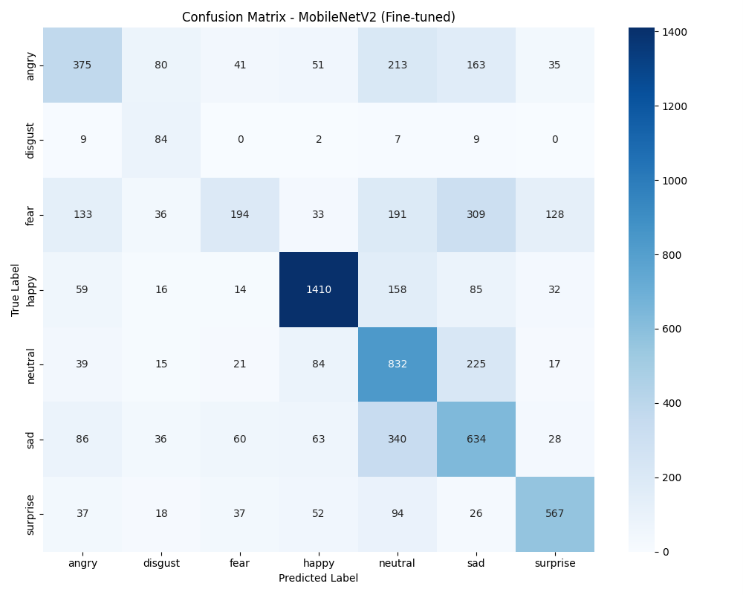 Confusion Matrix - MobileNetV2 (Fine-tuned)
True Label
angry 375 80 41 51 213 163 35
disgust 9 84 0 2 7 9 0
fear 133 36 194 33 191 309 128
happy 59 16 14 1410 158 85 32
neutral 39 15 21 84 832 225 17
sad 86 36 60 63 340 634 28
surprise 37 18 37 52 94 26 567
angry disgust fear happy neutral sad surprise
Predicted Label
1400
1200
1000
800
600
400
200
0